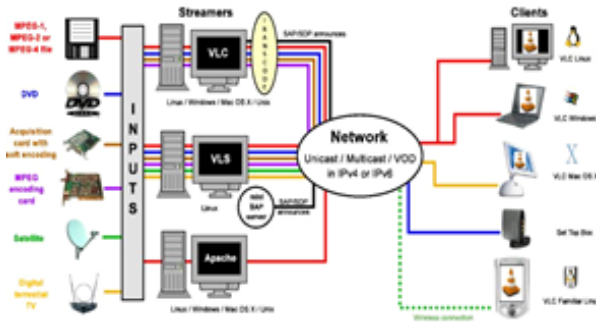 Streamers
Clients
MPEG-1,
MPEG-2 or
MPEG-4 file
DVD
DVD
Acquisition card with
soft encoding
MPEG
encoding
card
Satellite
Digital
terrestrial
TV
INPUTS
VLC
TRANSCODE
SAP/SDP announces
Linux / Windows / Mac OS X / Unix
VLS
Linux
mini
SAP
server
SAP/SDP
announces
Apache
Linux / Windows / Mac OS X / Unix
Network
Unicast / Multicast / VOD
in IPv4 or IPv6
VLC Linux
VLC Windows
X
VLC Mac OS X
Set Top Box
VLC Familiar Linux
Wireless connection